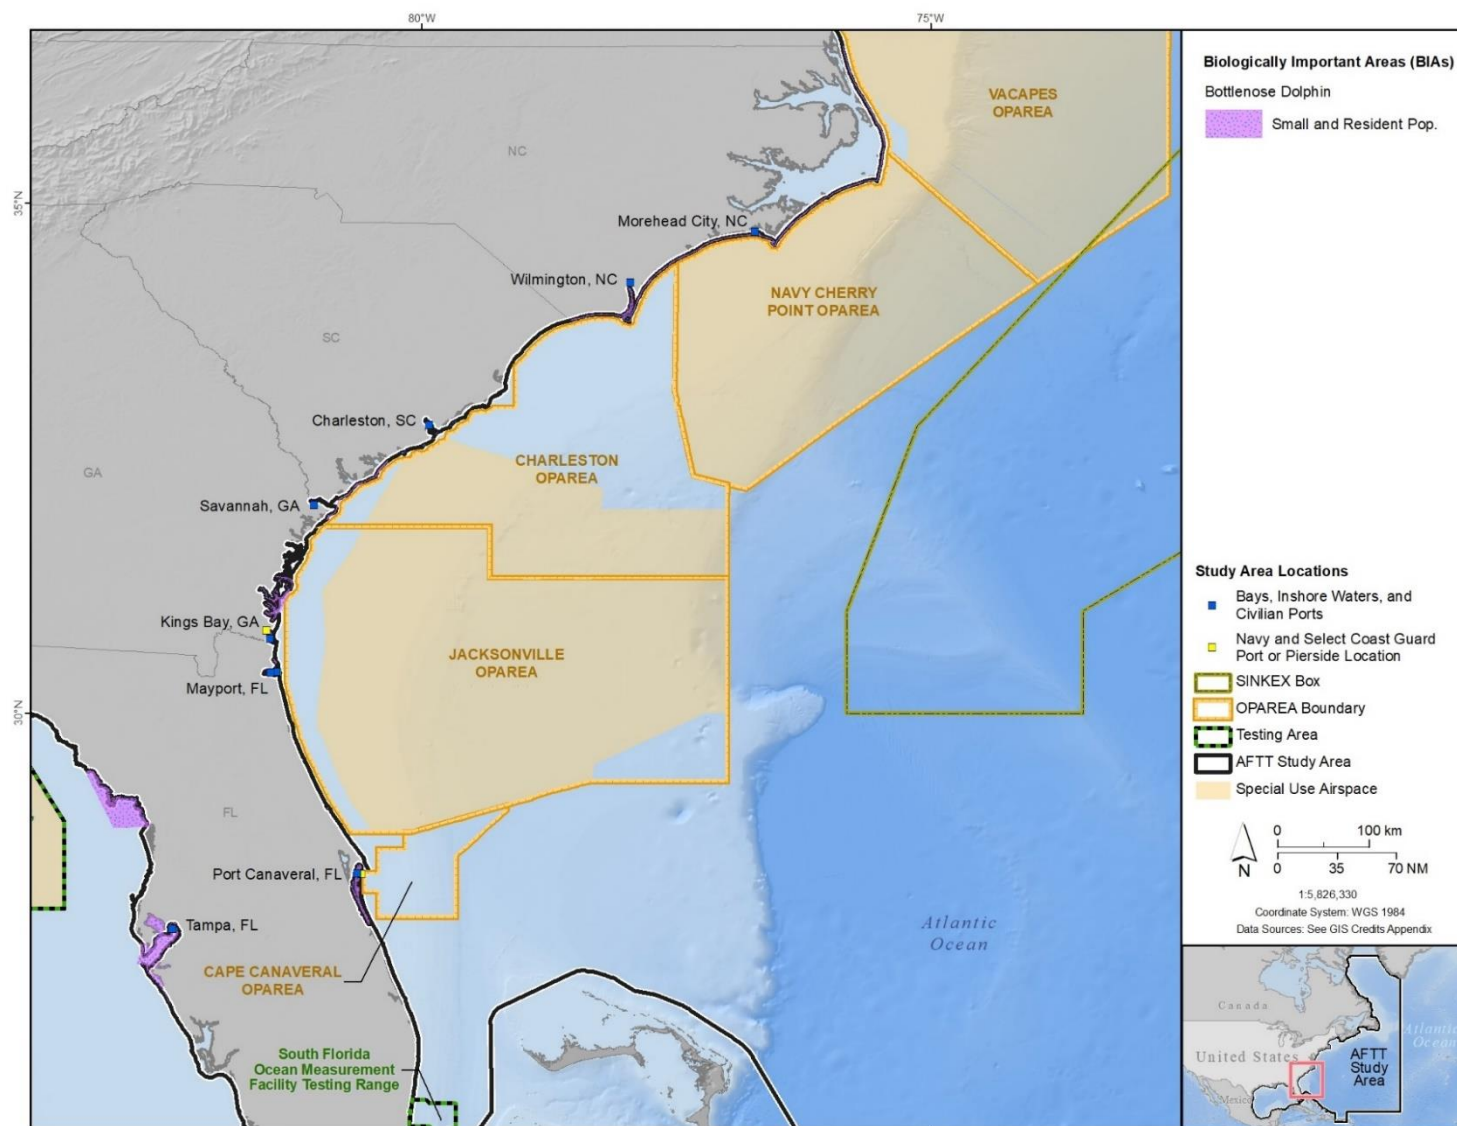 80°W
75°W
35°N
30°N
NC
SC
GA
FL
VACAPES
OPAREA
Morehead City, NC
Wilmington, NC
NAVY CHERRY
POINT OPAREA
Charleston, SC
CHARLESTON
OPAREA
Savannah, GA
Kings Bay, GA
JACKSONVILLE
OPAREA
Mayport, FL
Port Canaveral, FL
Tampa, FL
CAPE CANAVERAL
OPAREA
Atlantic
Ocean
South Florida
Ocean Measurement
Facility Testing Range
Biologically Important Areas (BIAs)
Bottlenose Dolphin
Small and Resident Pop.
Study Area Locations
Bays, Inshore Waters, and
Civilian Ports
Navy and Select Coast Guard
Port or Pierside Location
SINKEX Box
OPAREA Boundary
Testing Area
AFTT Study Area
Special Use Airspace
N
0 100 km
0 35 70 NM
1:5,826,330
Coordinate System: WGS 1984
Data Sources: See GIS Credits Appendix
Canada
United States
Mexico
Atlantic
Ocean
AFTT
Study
Area